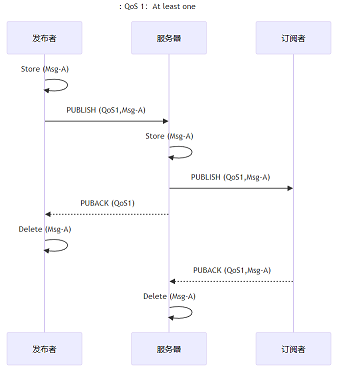 : QoS 1: At least one
发布者 服务器 订阅者
Store (Msg-A)
PUBLISH (QoS1,Msg-A)
Store (Msg-A)
PUBLISH (QoS1,Msg-A)
PUBACK (QoS1)
Delete (Msg-A)
PUBACK (QoS1,Msg-A)
Delete (Msg-A)
发布者 服务器 订阅者